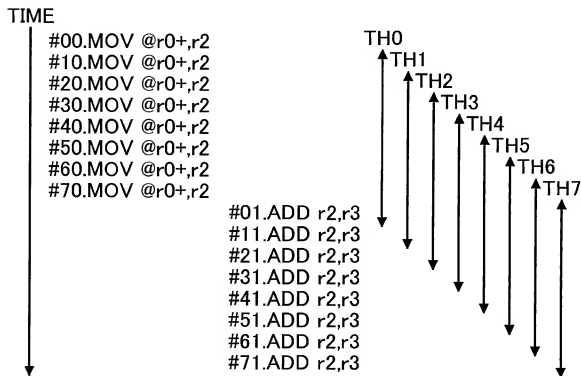 TIME
#00.MOV @r0+,r2
#10.MOV @r0+,r2
#20.MOV @r0+,r2
#30.MOV @r0+,r2
#40.MOV @r0+,r2
#50.MOV @r0+,r2
#60.MOV @r0+,r2
#70.MOV @r0+,r2
TH0
TH1
TH2
TH3
TH4
TH5
TH6
TH7
#01.ADD r2,r3
#11.ADD r2,r3
#21.ADD r2,r3
#31.ADD r2,r3
#41.ADD r2,r3
#51.ADD r2,r3
#61.ADD r2,r3
#71.ADD r2,r3